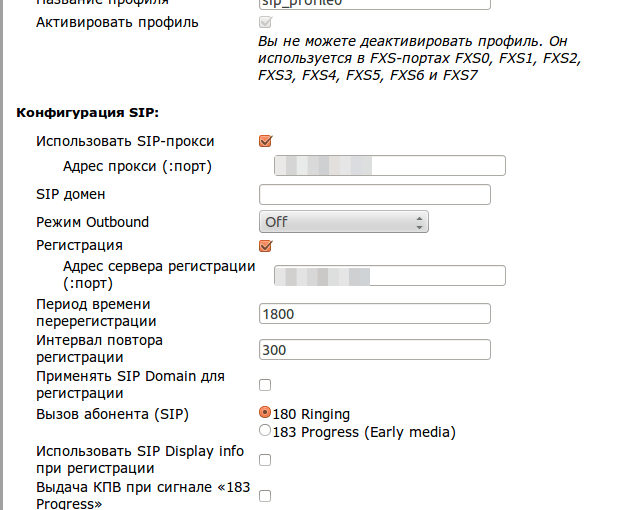 Название профиля sip_profile0
Активировать профиль
Вы не можете деактивировать профиль. Он
используется в FXS-портах FXS0, FXS1, FXS2,
FXS3, FXS4, FXS5, FXS6 и FXS7
Конфигурация SIP:
Использовать SIP-прокси
Адрес прокси (:порт)
SIP домен
Режим Outbound Off
Регистрация
Адрес сервера регистрации
(:порт)
Период времени
перерегистрации 1800
Интервал повтора
регистрации 300
Применять SIP Domain для
регистрации
Вызов абонента (SIP) 180 Ringing
183 Progress (Early media)
Использовать SIP Display info
при регистрации
Выдача КПВ при сигнале «183
Progress»